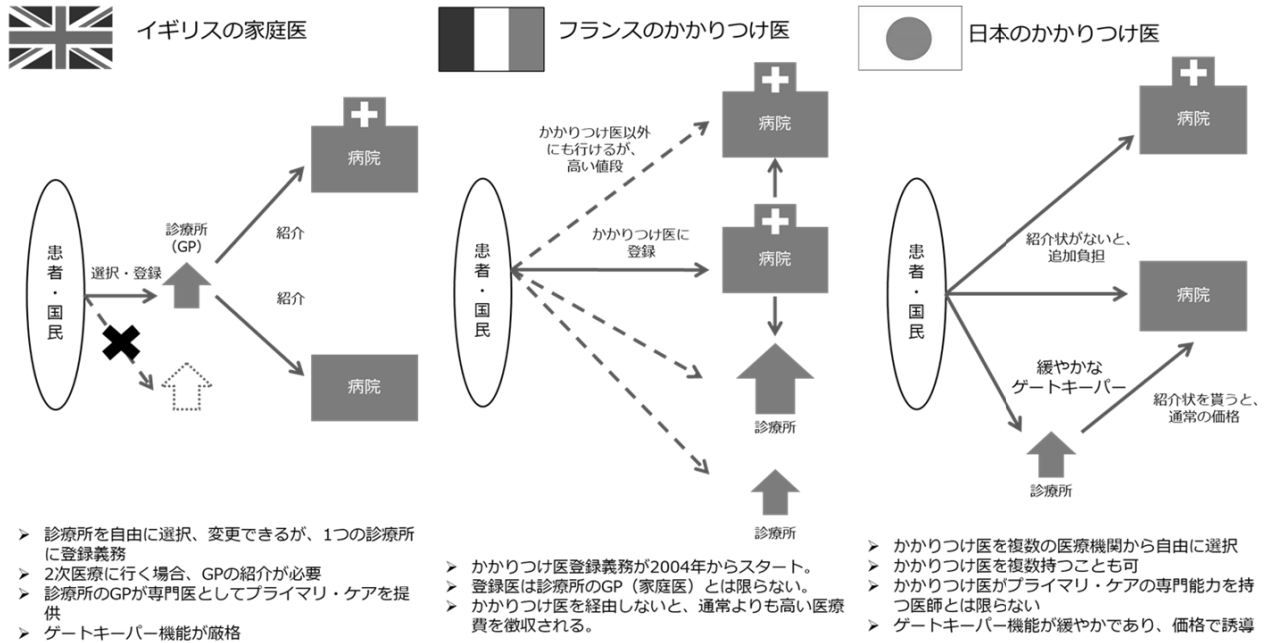 イギリスの家庭医
病院
診療所
（GP）
患者・国民
選択・登録
紹介
紹介
病院
➢ 診療所を自由に選択、変更できるが、1つの診療所
に登録義務
➢ 2次医療に行く場合、GPの紹介が必要
➢ 診療所のGPが専門医としてプライマリ・ケアを提
供
➢ ゲートキーパー機能が厳格
フランスのかかりつけ医
病院
かかりつけ医以外
にも行けるが、
高い値段
患者・国民
かかりつけ医に
登録
病院
診療所
診療所
➢ かかりつけ医登録義務が2004年からスタート。
➢ 登録医は診療所のGP（家庭医）とは限らない。
➢ かかりつけ医を経由しないと、通常よりも高い医療
費を徴収される。
日本のかかりつけ医
病院
患者・国民
紹介状がないと、
追加負担
病院
緩やかな
ゲートキーパー
紹介状を貰うと、
通常の価格
診療所
➢ かかりつけ医を複数の医療機関から自由に選択
➢ かかりつけ医を複数持つことも可
➢ かかりつけ医がプライマリ・ケアの専門能力を持
つ医師とは限らない
➢ ゲートキーパー機能が緩やかであり、価格で誘導